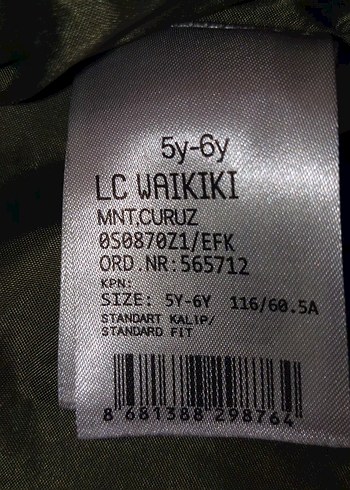 5y-6y
LC WAIKIKI
MNT.CURUZ
0S0870Z1/EFK
ORD.NR:565712
KPN:
SIZE: 5Y-6Y 116/60.5A
STANDART KALIP/
STANDARD FIT
8 681388 298764